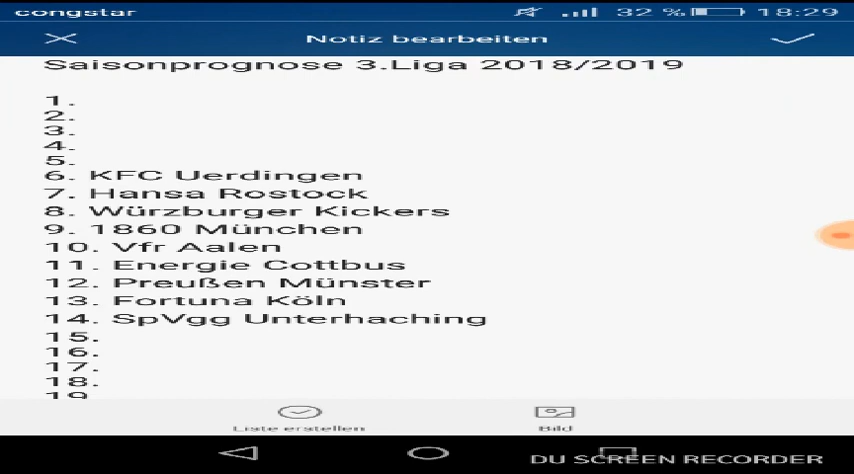 congstar 32 % 18:29
Notiz bearbeiten
Saisonprognose 3.Liga 2018/2019
1.
2.
3.
4.
5.
6. KFC Uerdingen
7. Hansa Rostock
8. Würzburger Kickers
9. 1860 München
10. Vfr Aalen
11. Energie Cottbus
12. Preußen Münster
13. Fortuna Köln
14. SpVgg Unterhaching
15.
16.
17.
18.
19
Liste erstellen Bild
DU SCREEN RECORDER